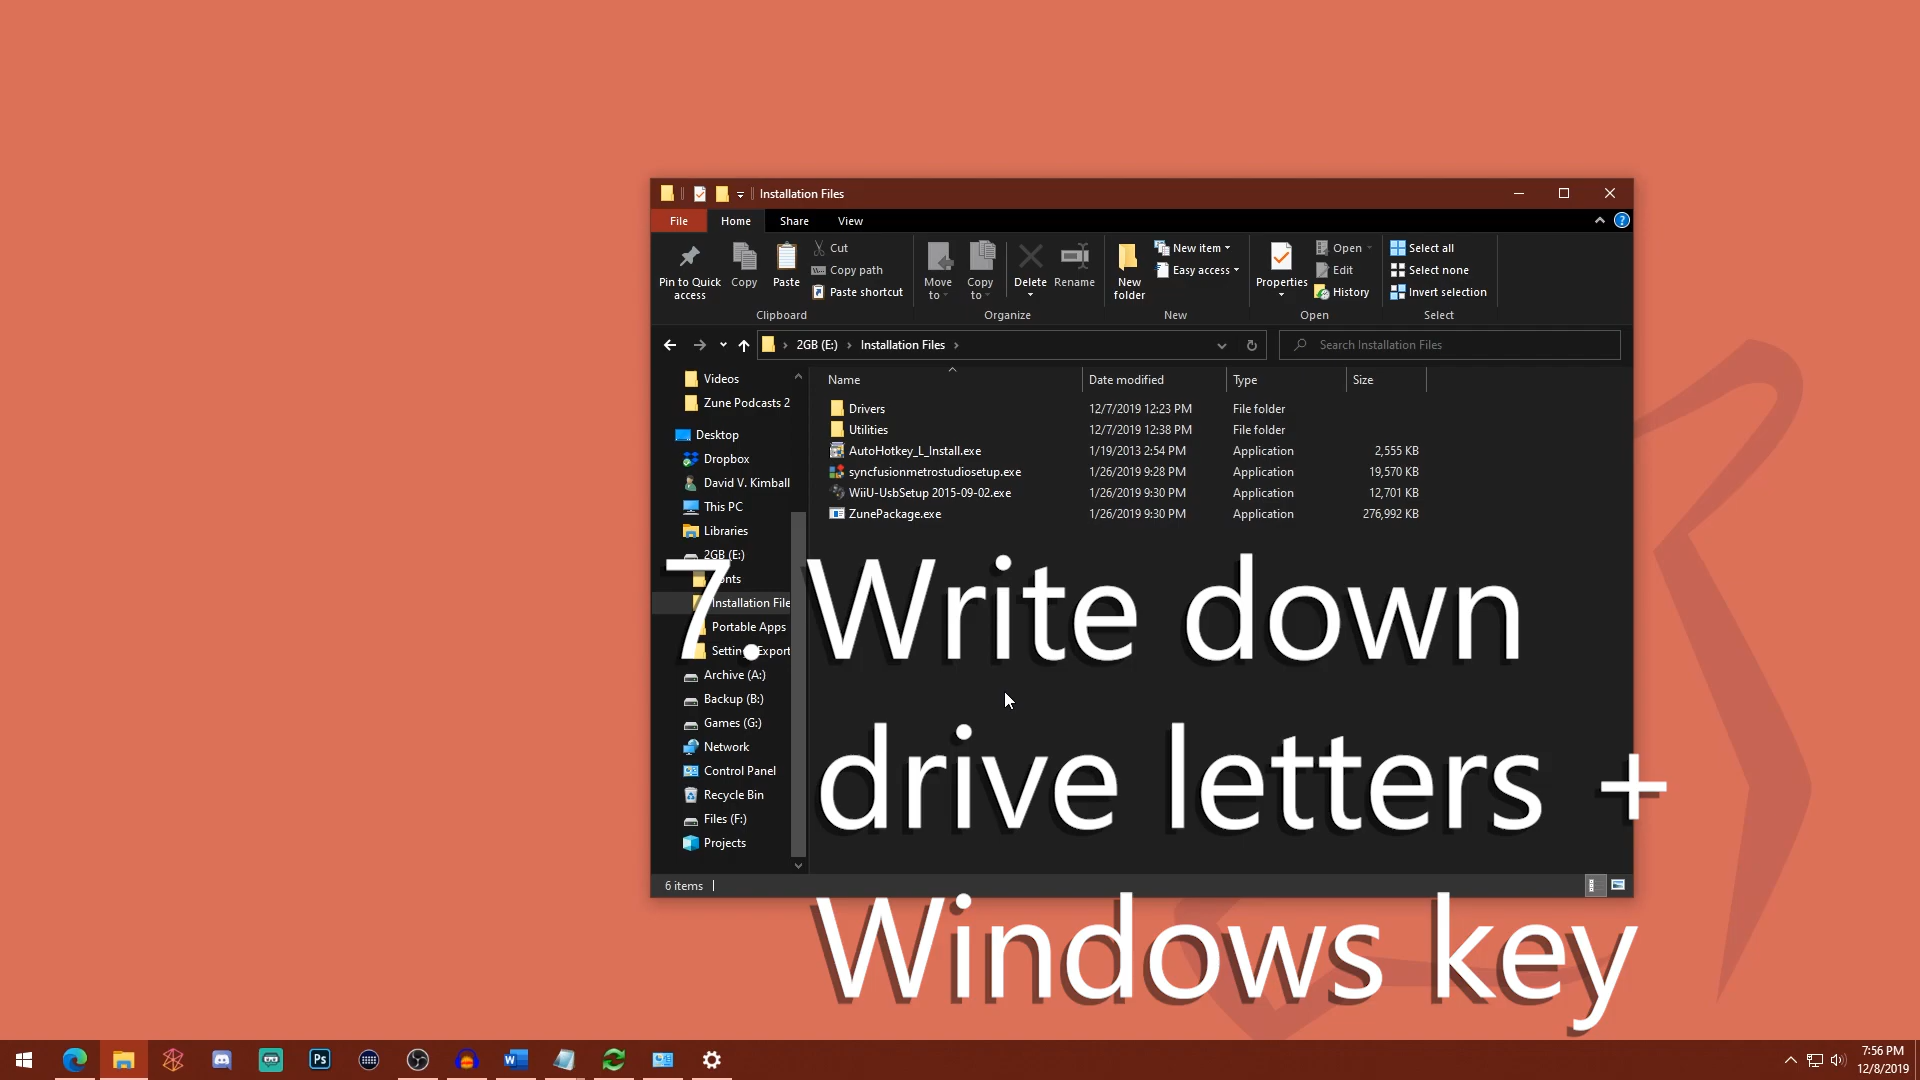 Installation Files
File Home Share View
Pin to Quick access
Copy
Paste
Cut
Copy path
Paste shortcut
Clipboard
Move to
Copy to
Delete
Rename
Organize
New folder
New item
Easy access
New
Properties
Open
Edit
History
Open
Select all
Select none
Invert selection
Select
2GB (E:) Installation Files
Search Installation Files
Name Date modified Type Size
Drivers 12/7/2019 12:23 PM File folder
Utilities 12/7/2019 12:38 PM File folder
AutoHotkey_L_Install.exe 1/19/2013 2:54 PM Application 2,555 KB
syncfusionmetrostudiosetup.exe 1/26/2019 9:28 PM Application 19,570 KB
WiiU-UsbSetup 2015-09-02.exe 1/26/2019 9:30 PM Application 12,701 KB
ZunePackage.exe 1/26/2019 9:30 PM Application 276,992 KB
Videos
Zune Podcasts 2
Desktop
Dropbox
David V. Kimball
This PC
Libraries
2GB (E:)
Installation File
Portable Apps
Archive (A:)
Backup (B:)
Games (G:)
Network
Control Panel
Recycle Bin
Files (F:)
Projects
6 items
7. Write down
drive letters +
Windows key
Ps
7:56 PM
12/8/2019